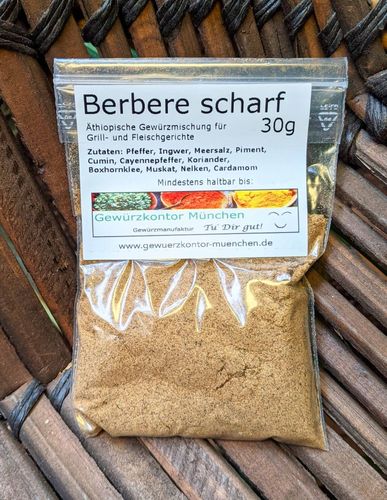 Berbere scharf
Äthiopische Gewürzmischung für
Grill- und Fleischgerichte
30g
Zutaten: Pfeffer, Ingwer, Meersalz, Piment,
Cumin, Cayennepfeffer, Koriander,
Boxhornklee, Muskat, Nelken, Cardamom
Mindestens haltbar bis:
Gewürzkontor München
Gewürzmanufaktur Tu Dir gut!
www.gewuerzkontor-muenchen.de